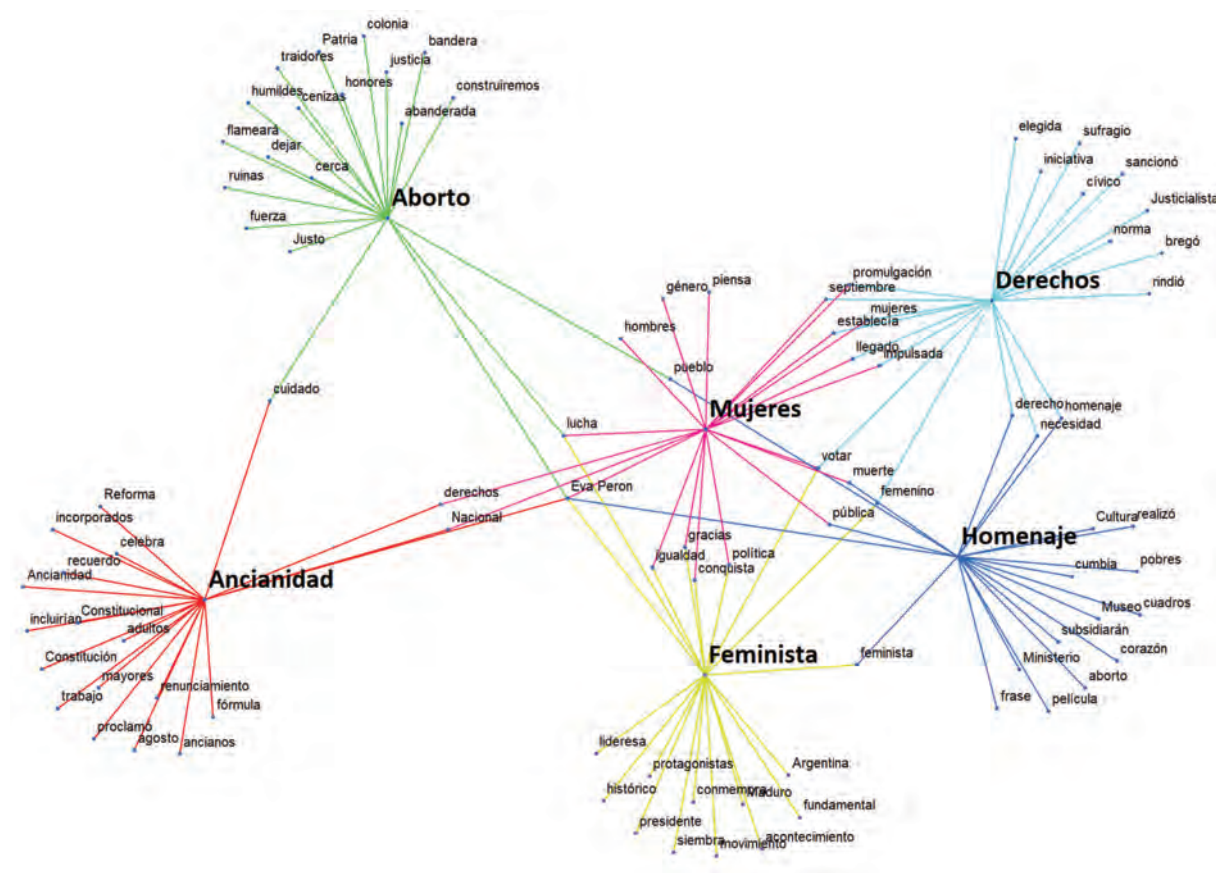 colonia
Patria
bandera
traidores
justicia
humildes
cenizas
honores
construiremos
abanderada
flameará
dejar
cerca
ruinas
Aborto
fuerza
Justo
elegida
sufragio
iniciativa
sancionó
cívico
Justicialista
norma
bregó
rindió
Derechos
promulgación
septiembre
mujeres
establecía
llegado
impulsada
género
piensa
hombres
pueblo
cuidado
Mujeres
lucha
derecho
homenaje
necesidad
votar
muerte
femenino
pública
derechos
Eva Peron
Nacional
Reforma
incorporados
celebra
recuerdo
Ancianidad
Ancianidad
incluirían
Constitucional
adultos
Constitución
mayores
renunciamiento
trabajo
fórmula
proclamó
agosto
ancianos
gracias
igualdad
política
conquista
Homenaje
Cultura
realizó
cumbia
pobres
Museo
cuadros
subsidiarán
corazón
Ministerio
aborto
frase
película
Feminista
feminista
lideresa
protagonistas
Argentina
histórico
conmemora
Maduro
fundamental
presidente
siembra
movimiento
acontecimiento